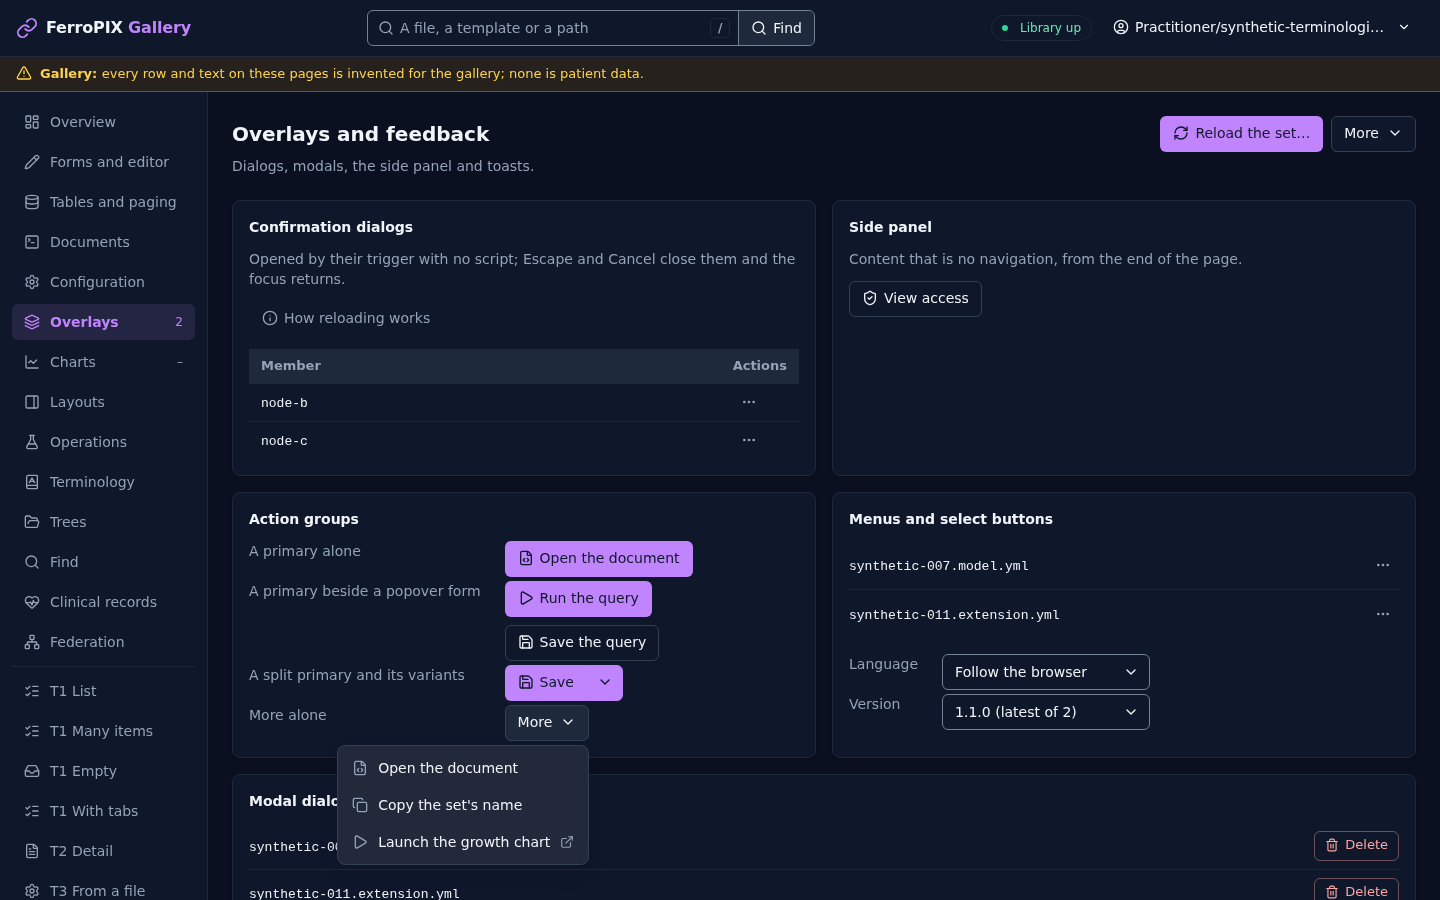 FerroPIX Gallery
A file, a template or a path
/
Find
Library up
Practitioner/synthetic-terminologi…
Gallery: every row and text on these pages is invented for the gallery; none is patient data.
Overview
Forms and editor
Tables and paging
Documents
Configuration
Overlays 2
Charts –
Layouts
Operations
Terminology
Trees
Find
Clinical records
Federation
T1 List
T1 Many items
T1 Empty
T1 With tabs
T2 Detail
T3 From a file
Overlays and feedback
Dialogs, modals, the side panel and toasts.
Reload the set…
More
Confirmation dialogs
Opened by their trigger with no script; Escape and Cancel close them and the
focus returns.
How reloading works
Member Actions
node-b
node-c
Side panel
Content that is no navigation, from the end of the page.
View access
Action groups
A primary alone
Open the document
A primary beside a popover form
Run the query
Save the query
A split primary and its variants
Save
More alone
More
Open the document
Copy the set's name
Launch the growth chart
Menus and select buttons
synthetic-007.model.yml
synthetic-011.extension.yml
Language
Follow the browser
Version
1.1.0 (latest of 2)
Delete
synthetic-011.extension.yml
Delete